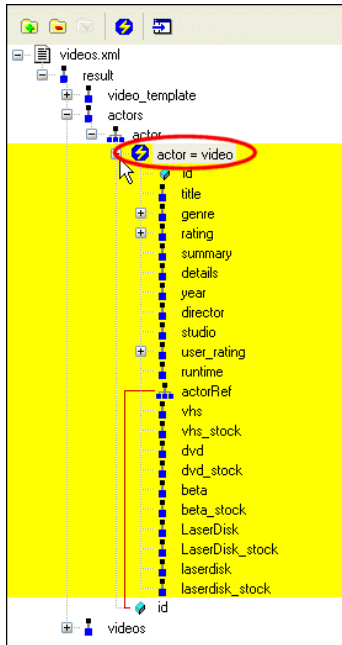 videos.xml
result
video_template
actors
actor
actor = video
id
title
genre
rating
summary
details
year
director
studio
user_rating
runtime
actorRef
vhs
vhs_stock
dvd
dvd_stock
beta
beta_stock
LaserDisk
LaserDisk_stock
laserdisk
laserdisk_stock
id
videos